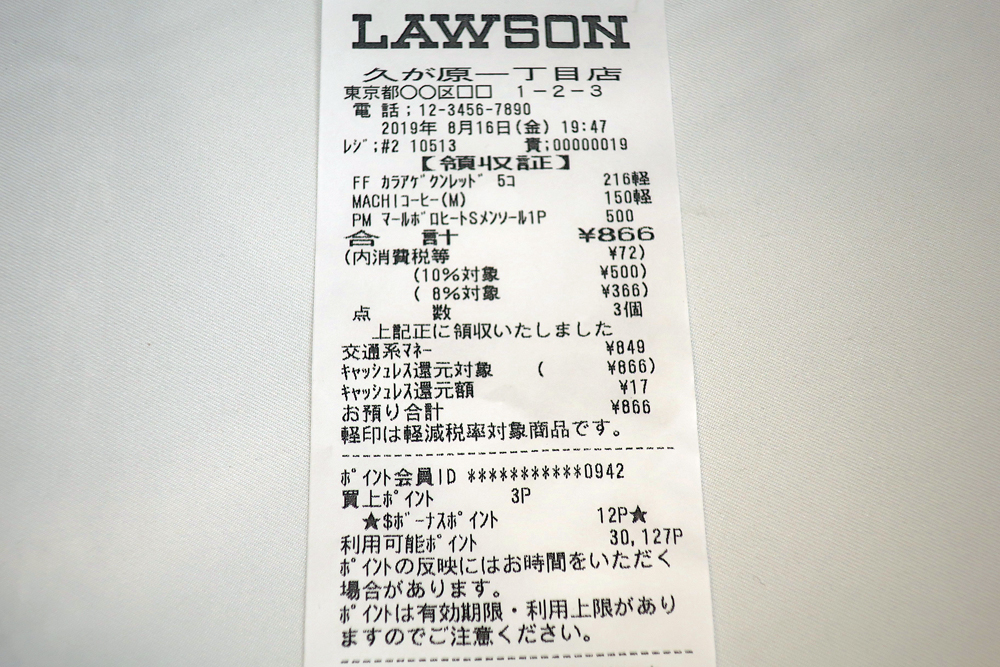 LAWSON
久が原一丁目店
東京都○○区□□ 1-2-3
電話;12-3456-7890
2019年 8月16日(金) 19:47
レジ;#2 10513 責;00000019
【領収証】
FF カラアゲクンレッド 5コ 216軽
MACHIコーヒー(M) 150軽
PM マールボロヒートSメンソール1P 500
合 計 ¥866
(内消費税等 ¥72)
(10%対象 ¥500)
( 8%対象 ¥366)
点 数 3個
上記正に領収いたしました
交通系マネー ¥849
キャッシュレス還元対象 ( ¥866)
キャッシュレス還元額 ¥17
お預り合計 ¥866
軽印は軽減税率対象商品です。
ポイント会員ID ***********0942
買上ポイント 3P
★$ボーナスポイント 12P★
利用可能ポイント 30,127P
ポイントの反映にはお時間をいただく
場合があります。
ポイントは有効期限・利用上限があり
ますのでご注意ください。